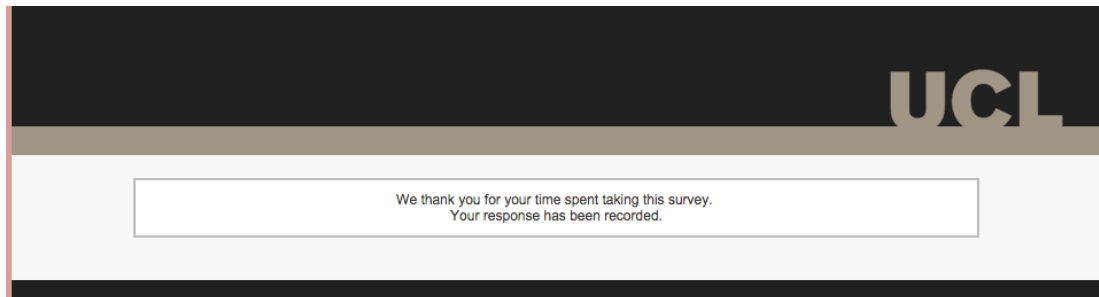 UCL
We thank you for your time spent taking this survey.
Your response has been recorded.